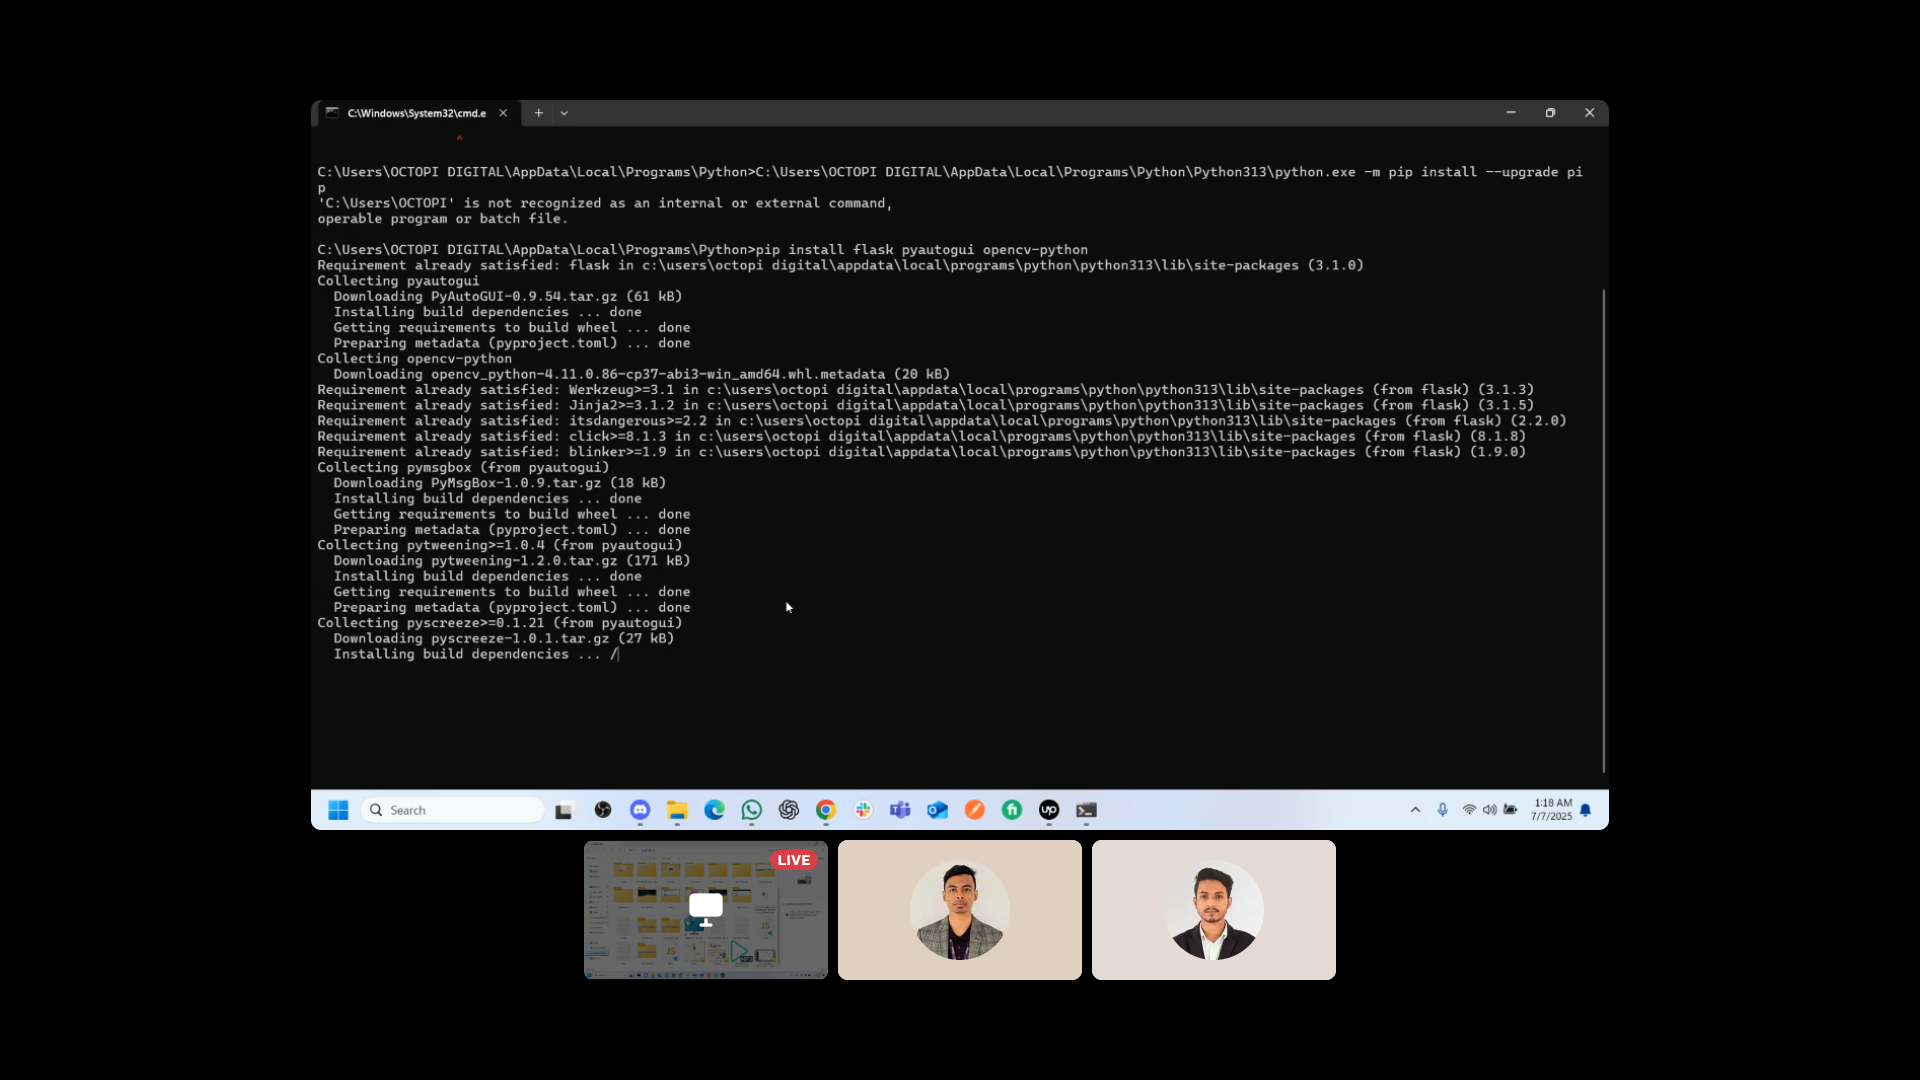 C:\Windows\System32\cmd.e
^
C:\Users\OCTOPI DIGITAL\AppData\Local\Programs\Python>C:\Users\OCTOPI DIGITAL\AppData\Local\Programs\Python\Python313\python.exe -m pip install --upgrade pi
p
'C:\Users\OCTOPI' is not recognized as an internal or external command,
operable program or batch file.
C:\Users\OCTOPI DIGITAL\AppData\Local\Programs\Python>pip install flask pyautogui opencv-python
Requirement already satisfied: flask in c:\users\octopi digital\appdata\local\programs\python\python313\lib\site-packages (3.1.0)
Collecting pyautogui
Downloading PyAutoGUI-0.9.54.tar.gz (61 kB)
Installing build dependencies ... done
Getting requirements to build wheel ... done
Preparing metadata (pyproject.toml) ... done
Collecting opencv-python
Downloading opencv_python-4.11.0.86-cp37-abi3-win_amd64.whl.metadata (20 kB)
Requirement already satisfied: Werkzeug>=3.1 in c:\users\octopi digital\appdata\local\programs\python\python313\lib\site-packages (from flask) (3.1.3)
Requirement already satisfied: Jinja2>=3.1.2 in c:\users\octopi digital\appdata\local\programs\python\python313\lib\site-packages (from flask) (3.1.5)
Requirement already satisfied: itsdangerous>=2.2 in c:\users\octopi digital\appdata\local\programs\python\python313\lib\site-packages (from flask) (2.2.0)
Requirement already satisfied: click>=8.1.3 in c:\users\octopi digital\appdata\local\programs\python\python313\lib\site-packages (from flask) (8.1.8)
Requirement already satisfied: blinker>=1.9 in c:\users\octopi digital\appdata\local\programs\python\python313\lib\site-packages (from flask) (1.9.0)
Collecting pymsgbox (from pyautogui)
Downloading PyMsgBox-1.0.9.tar.gz (18 kB)
Installing build dependencies ... done
Getting requirements to build wheel ... done
Preparing metadata (pyproject.toml) ... done
Collecting pytweening>=1.0.4 (from pyautogui)
Downloading pytweening-1.2.0.tar.gz (171 kB)
Installing build dependencies ... done
Getting requirements to build wheel ... done
Preparing metadata (pyproject.toml) ... done
Collecting pyscreeze>=0.1.21 (from pyautogui)
Downloading pyscreeze-1.0.1.tar.gz (27 kB)
Installing build dependencies ... /
Search
up
1:18 AM
7/7/2025
LIVE
JS
JS